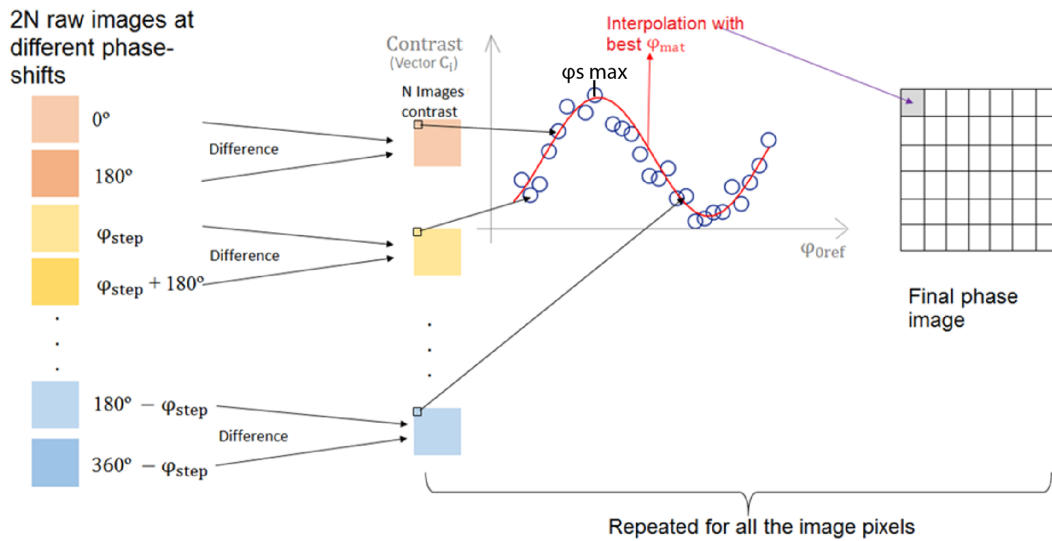 2N raw images at
different phase-
shifts
0º
180º
φstep
φstep + 180º
180º − φstep
360º − φstep
Difference
Difference
Difference
Contrast
(Vector Cᵢ)
N Images
contrast
φs max
Interpolation with
best φmat
φ0ref
Final phase
image
Repeated for all the image pixels